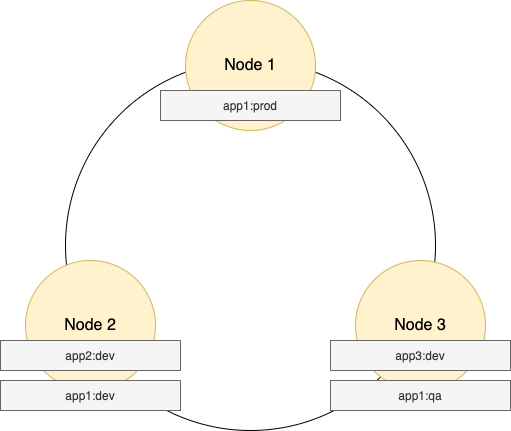 Node 1
app1:prod
Node 2
app2:dev
app1:dev
Node 3
app3:dev
app1:qa